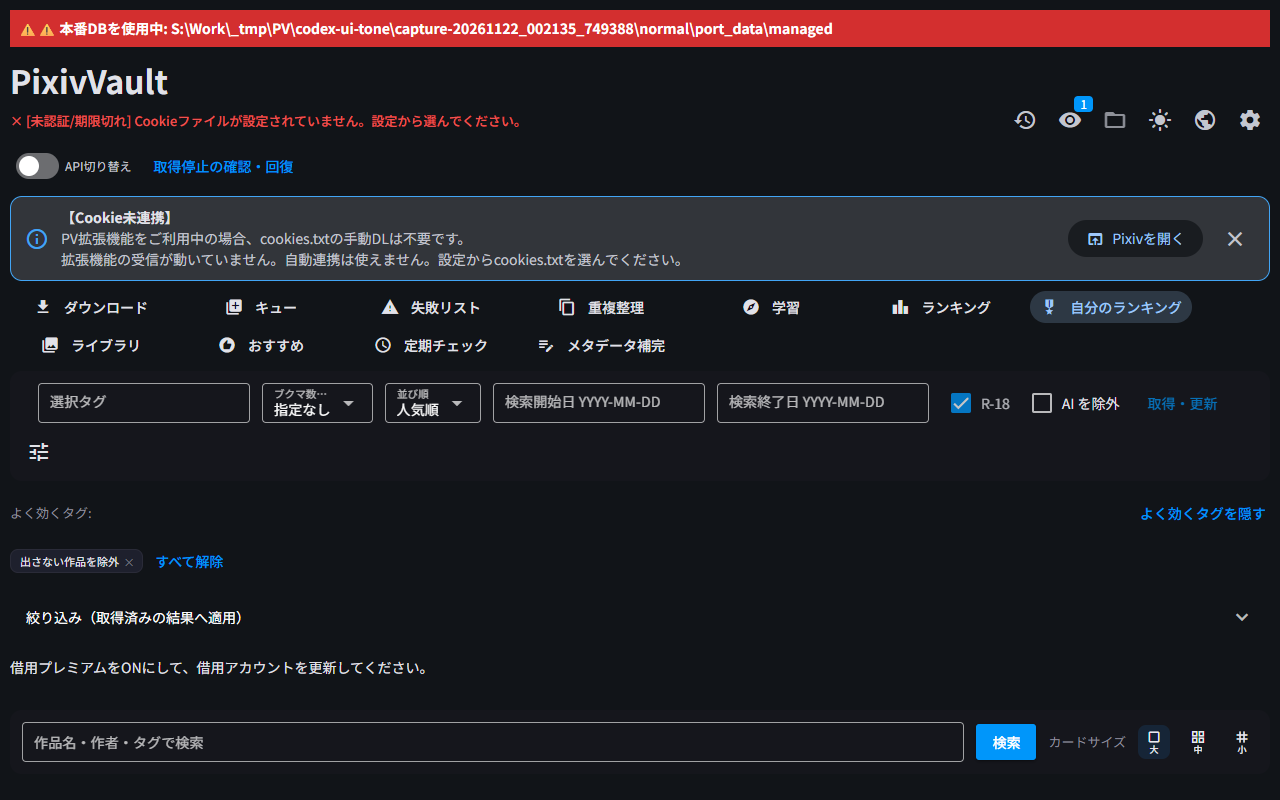 本番DBを使用中: S:\Work\_tmp\PV\codex-ui-tone\capture-20261122_002135_749388\normal\port_data\managed
PixivVault
× [未認証/期限切れ] Cookieファイルが設定されていません。設定から選んでください。
1
API切り替え 取得停止の確認・回復
【Cookie未連携】
PV拡張機能をご利用中の場合、cookies.txtの手動DLは不要です。
拡張機能の受信が動いていません。自動連携は使えません。設定からcookies.txtを選んでください。
Pixivを開く
ダウンロード キュー 失敗リスト 重複整理 学習 ランキング 自分のランキング
ライブラリ おすすめ 定期チェック メタデータ補完
選択タグ
ブクマ数…
指定なし
並び順
人気順
検索開始日 YYYY-MM-DD 検索終了日 YYYY-MM-DD R-18 AI を除外 取得・更新
よく効くタグ: よく効くタグを隠す
出さない作品を除外 × すべて解除
絞り込み（取得済みの結果へ適用）
借用プレミアムをONにして、借用アカウントを更新してください。
作品名・作者・タグで検索 検索 カードサイズ 大 中 小